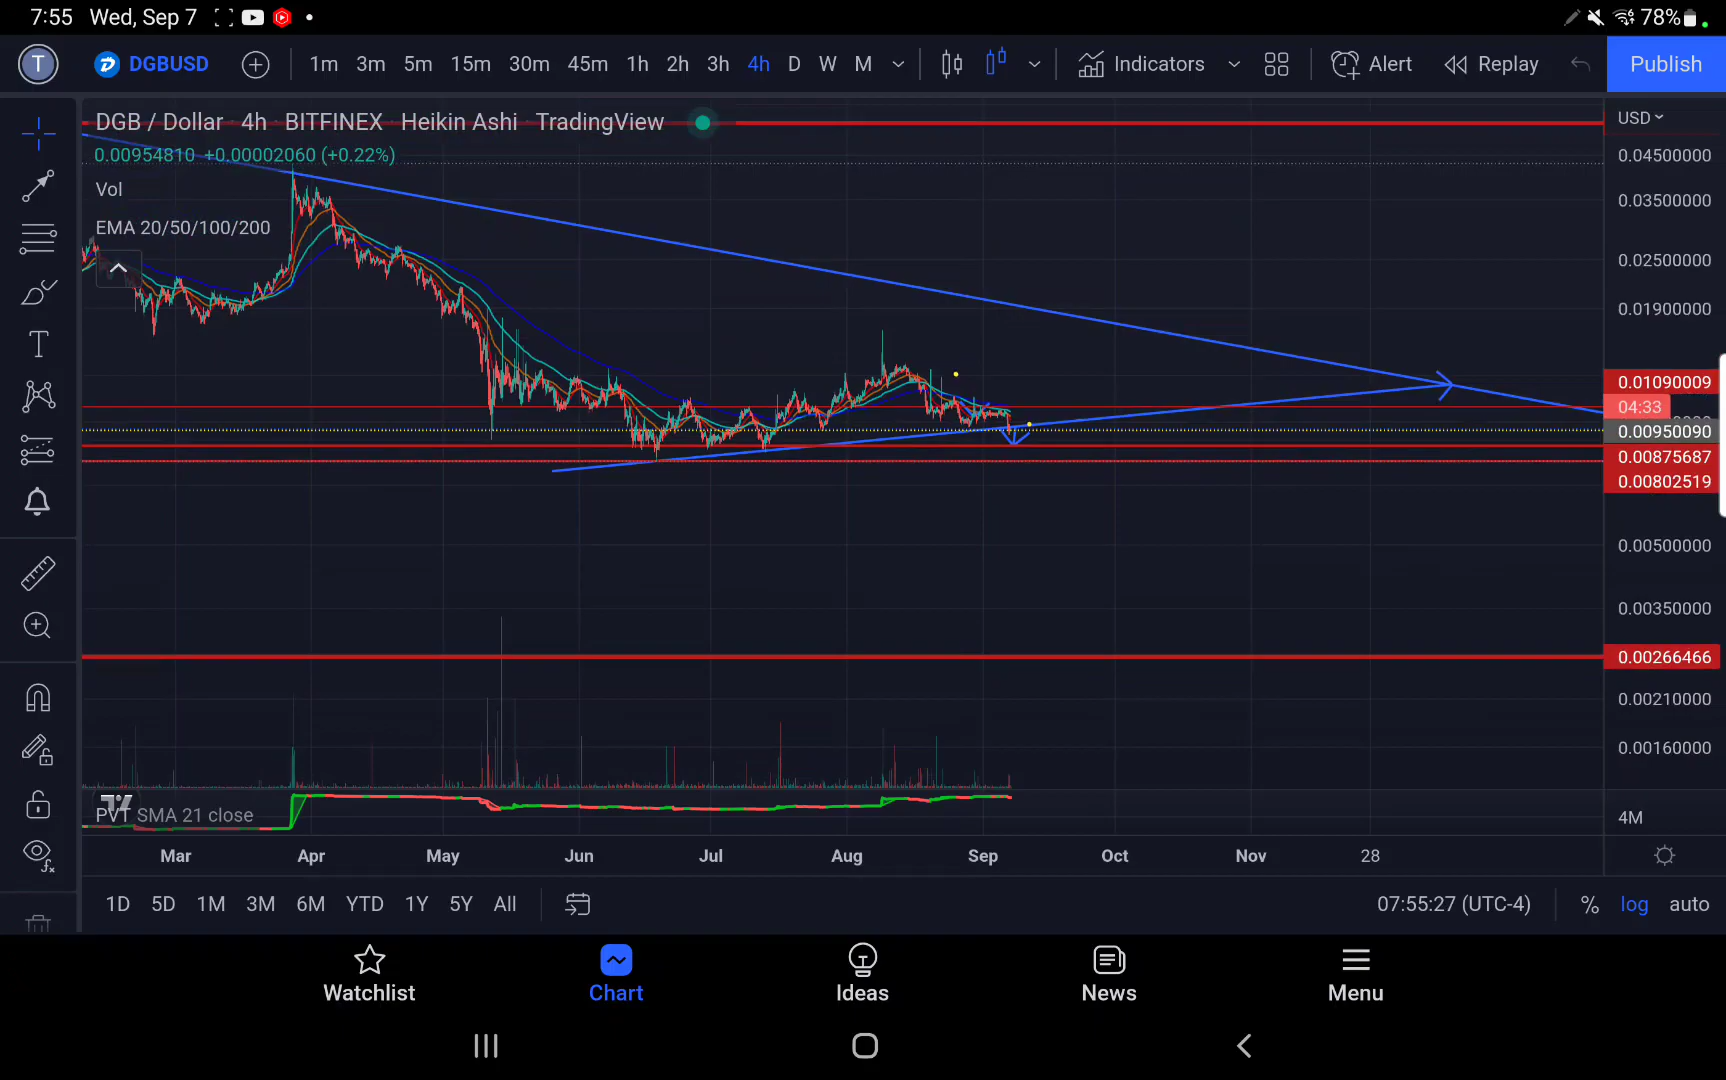 7:55 Wed, Sep 7 78%
T DGBUSD 1m 3m 5m 15m 30m 45m 1h 2h 3h 4h D W M Indicators Alert Replay Publish
DGB / Dollar 4h BITFINEX Heikin Ashi TradingView
USD
0.00954810 +0.00002060 (+0.22%)
0.04500000
Vol
0.03500000
EMA 20/50/100/200
0.02500000
0.01900000
0.01090009
04:33
0.00950090
0.00875687
0.00802519
0.00500000
0.00350000
0.00266466
0.00210000
0.00160000
PVT SMA 21 close
4M
Mar Apr May Jun Jul Aug Sep Oct Nov 28
1D 5D 1M 3M 6M YTD 1Y 5Y All 07:55:27 (UTC-4) % log auto
Watchlist Chart Ideas News Menu